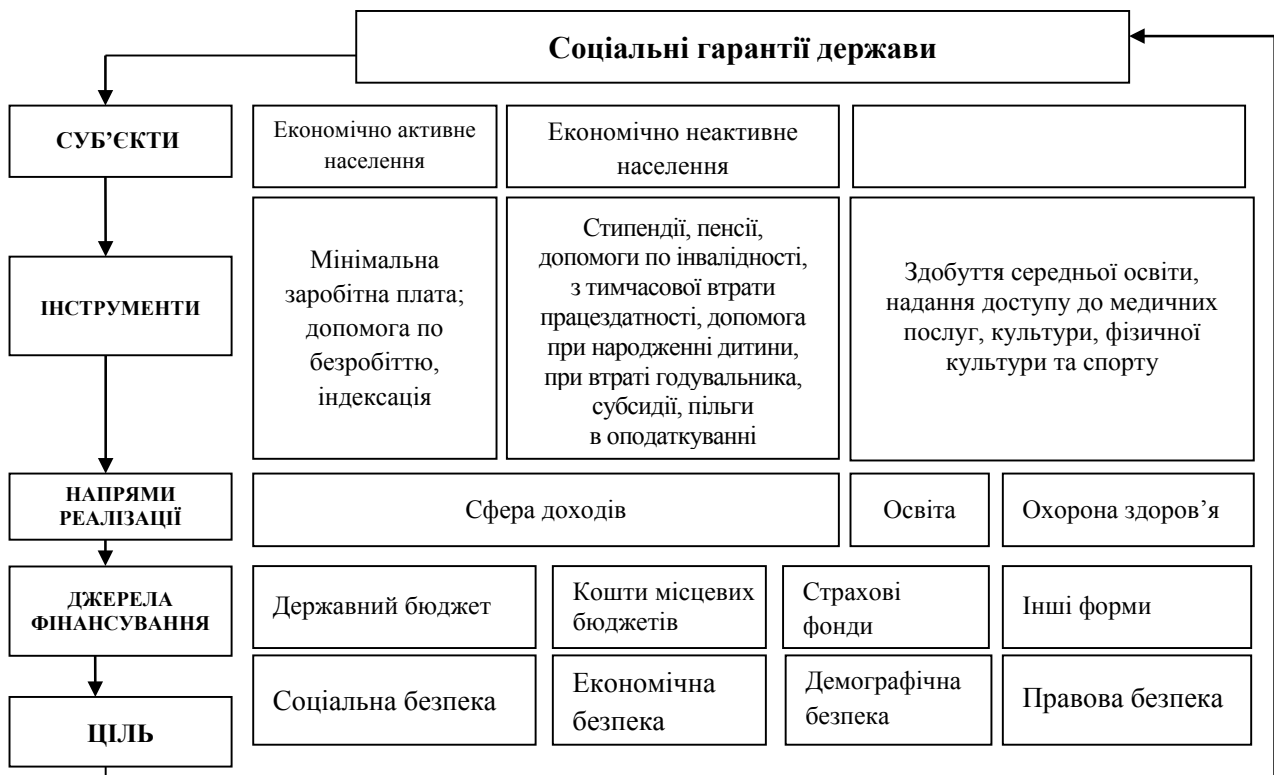 Соціальні гарантії держави
СУБ’ЄКТИ
Економічно активне
населення
Економічно неактивне
населення
ІНСТРУМЕНТИ
Мінімальна
заробітна плата;
допомога по
безробіттю,
індексація
Стипендії, пенсії,
допомоги по інвалідності,
з тимчасової втрати
працездатності, допомога
при народженні дитини,
при втраті годувальника,
субсидії, пільги
в оподаткуванні
Здобуття середньої освіти,
надання доступу до медичних
послуг, культури, фізичної
культури та спорту
НАПРЯМИ
РЕАЛІЗАЦІЇ
Сфера доходів
Освіта
Охорона здоров’я
ДЖЕРЕЛА
ФІНАНСУВАННЯ
Державний бюджет
Кошти місцевих
бюджетів
Страхові
фонди
Інші форми
ЦІЛЬ
Соціальна безпека
Економічна
безпека
Демографічна
безпека
Правова безпека